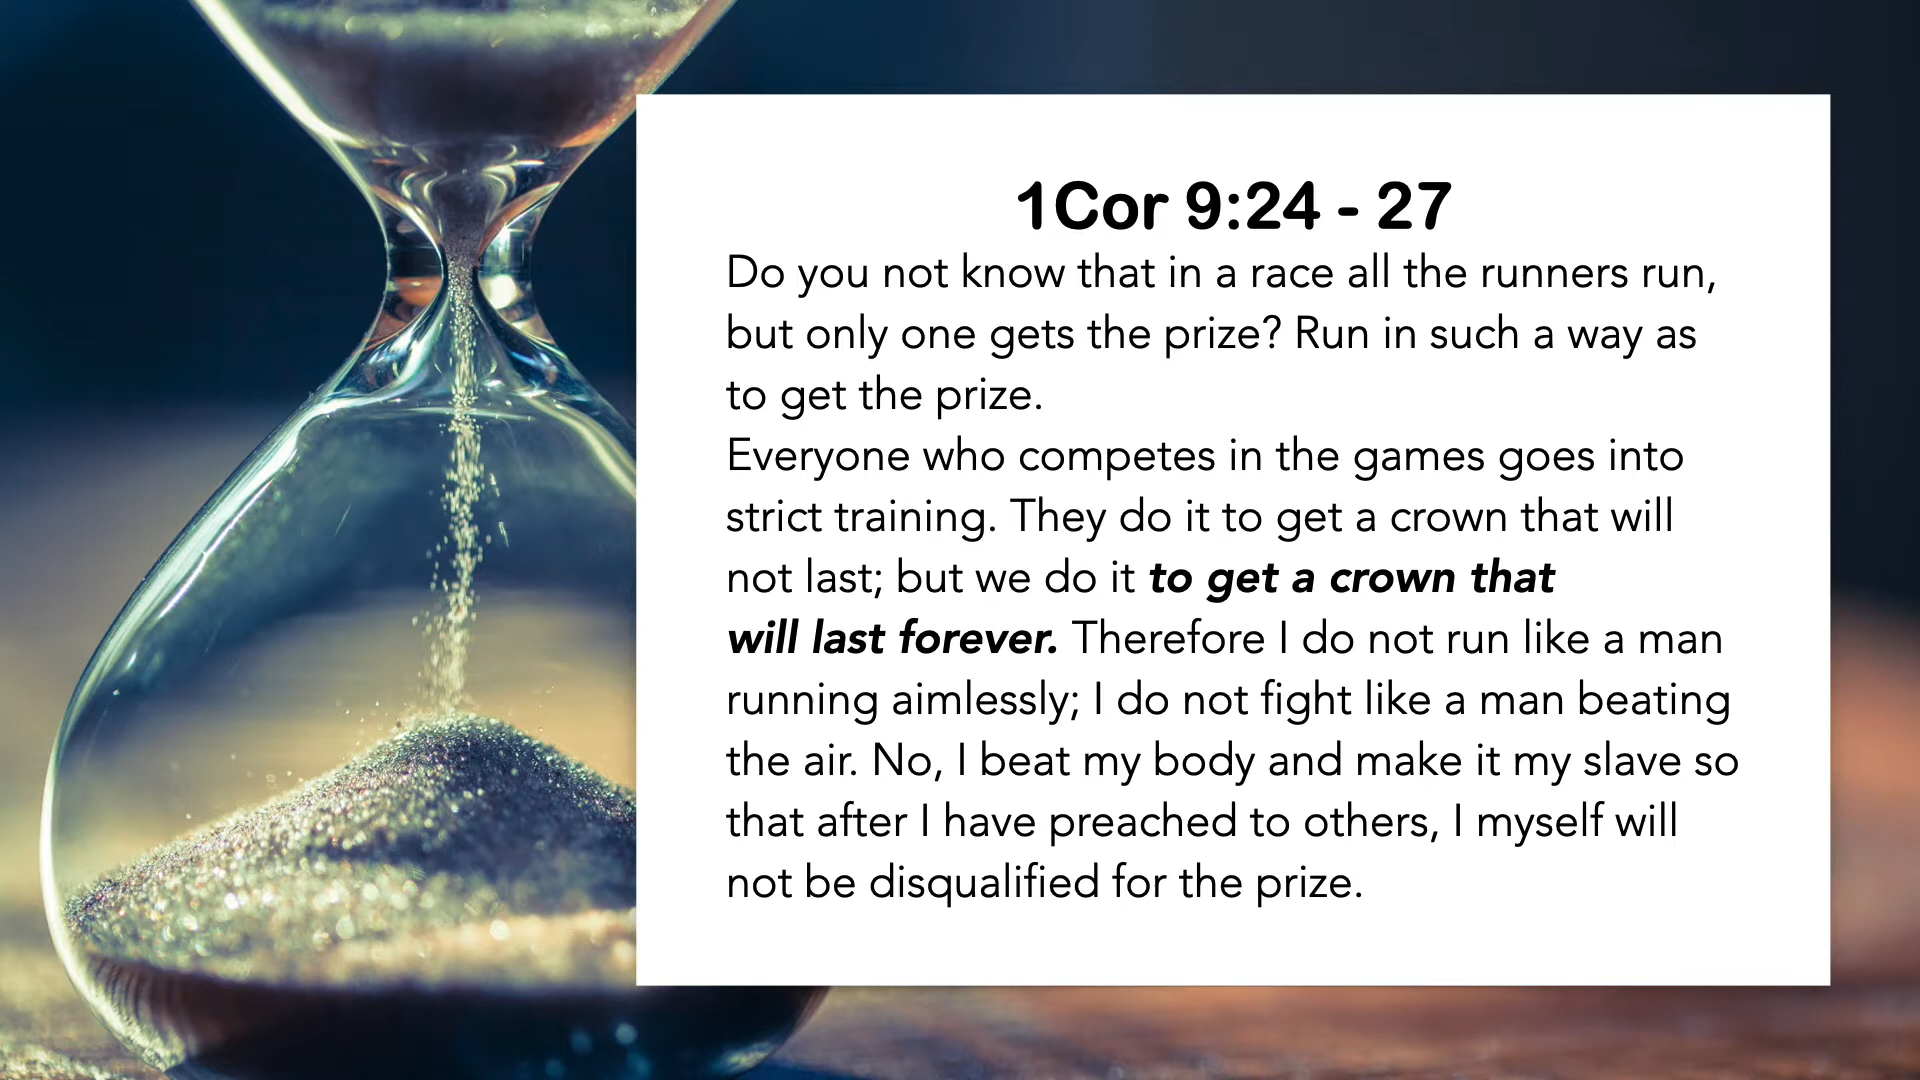 1Cor 9:24 - 27
Do you not know that in a race all the runners run,
but only one gets the prize? Run in such a way as
to get the prize.
Everyone who competes in the games goes into
strict training. They do it to get a crown that will
not last; but we do it to get a crown that
will last forever. Therefore I do not run like a man
running aimlessly; I do not fight like a man beating
the air. No, I beat my body and make it my slave so
that after I have preached to others, I myself will
not be disqualified for the prize.